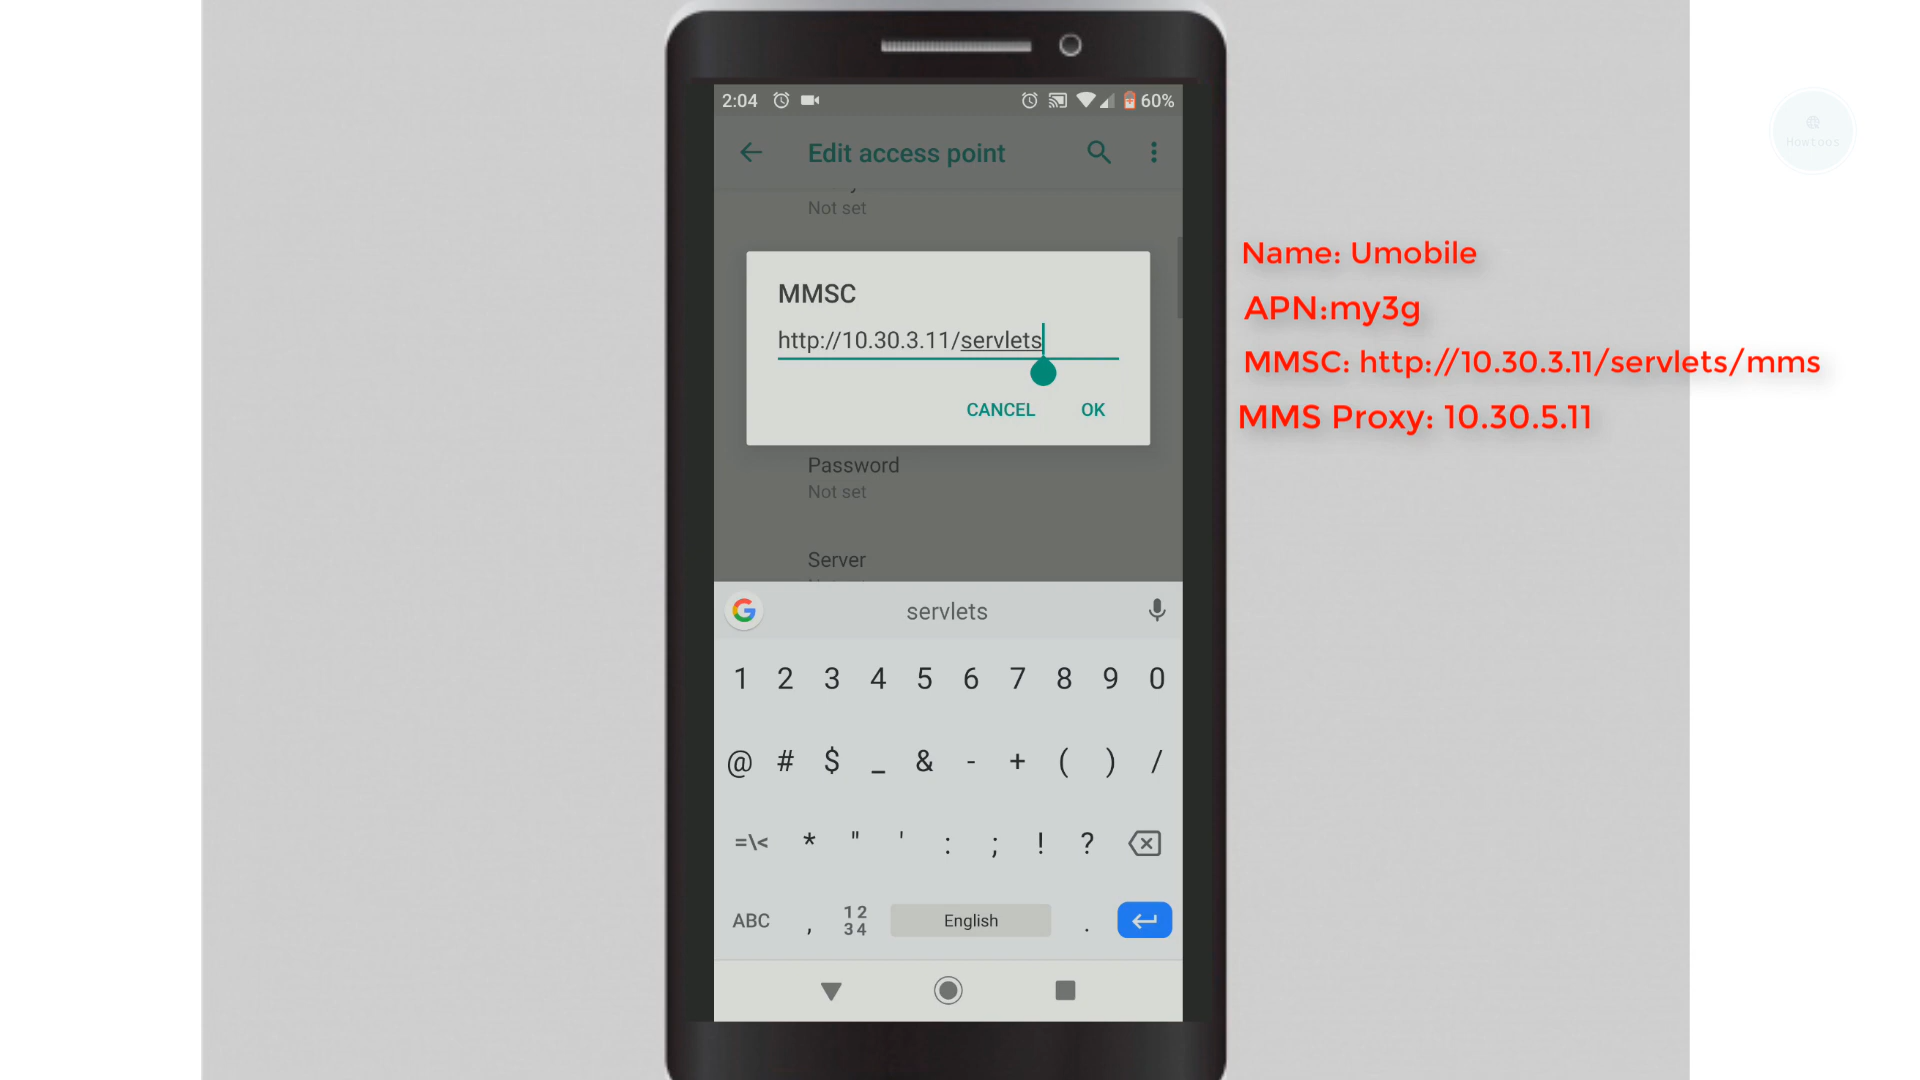 2:04
60%
Edit access point
Not set
MMSC
http://10.30.3.11/servlets
CANCEL OK
Password
Not set
Server
servlets
1 2 3 4 5 6 7 8 9 0
@ # $ _ & - + ( ) /
=\< * " ' : ; ! ?
ABC , 12 34 English .
Name: Umobile
APN:my3g
MMSC: http://10.30.3.11/servlets/mms
MMS Proxy: 10.30.5.11
Howtoos